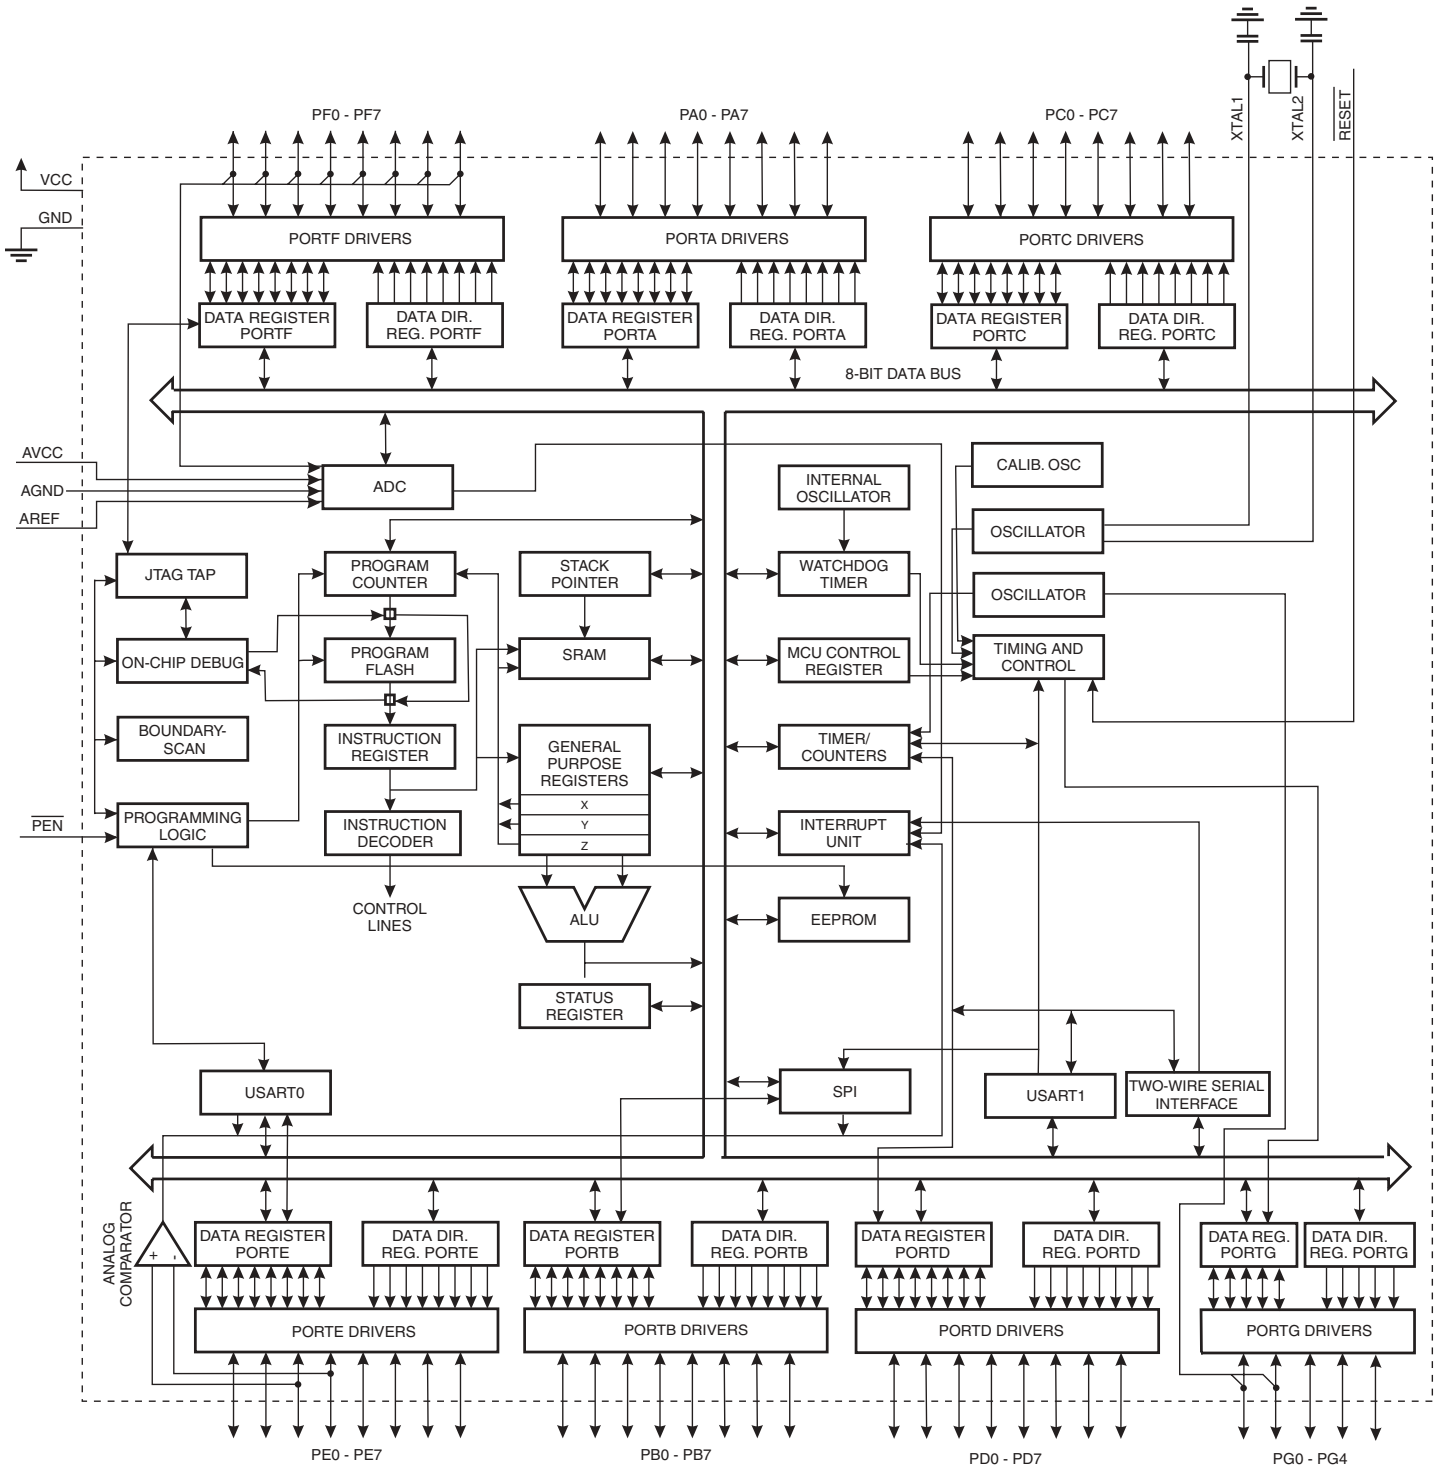 XTAL1
XTAL2
RESET
PF0 - PF7
PA0 - PA7
PC0 - PC7
VCC
GND
PORTF DRIVERS
PORTA DRIVERS
PORTC DRIVERS
DATA REGISTER
PORTF
DATA DIR.
REG. PORTF
DATA REGISTER
PORTA
DATA DIR.
REG. PORTA
DATA REGISTER
PORTC
DATA DIR.
REG. PORTC
8-BIT DATA BUS
AVCC
AGND
AREF
ADC
INTERNAL
OSCILLATOR
CALIB. OSC
OSCILLATOR
JTAG TAP
PROGRAM
COUNTER
STACK
POINTER
WATCHDOG
TIMER
OSCILLATOR
ON-CHIP DEBUG
PROGRAM
FLASH
SRAM
MCU CONTROL
REGISTER
TIMING AND
CONTROL
BOUNDARY-
SCAN
INSTRUCTION
REGISTER
GENERAL
PURPOSE
REGISTERS
X
Y
Z
TIMER/
COUNTERS
PEN
PROGRAMMING
LOGIC
INSTRUCTION
DECODER
INTERRUPT
UNIT
CONTROL
LINES
ALU
EEPROM
STATUS
REGISTER
USART0
SPI
USART1
TWO-WIRE SERIAL
INTERFACE
ANALOG
COMPARATOR
+
-
DATA REGISTER
PORTE
DATA DIR.
REG. PORTE
DATA REGISTER
PORTB
DATA DIR.
REG. PORTB
DATA REGISTER
PORTD
DATA DIR.
REG. PORTD
DATA REG.
PORTG
DATA DIR.
REG. PORTG
PORTE DRIVERS
PORTB DRIVERS
PORTD DRIVERS
PORTG DRIVERS
PE0 - PE7
PB0 - PB7
PD0 - PD7
PG0 - PG4